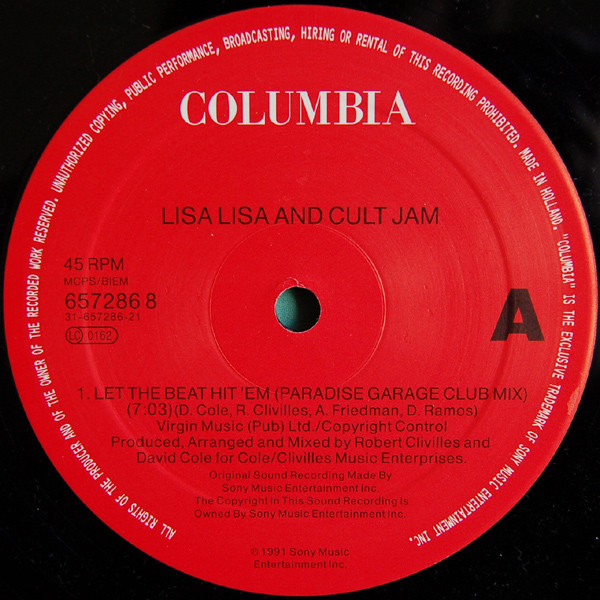 ALL RIGHTS OF THE PRODUCER AND OF THE OWNER OF THE RECORDED WORK RESERVED. UNAUTHORIZED COPYING, PUBLIC PERFORMANCE, BROADCASTING, HIRING OR RENTAL OF THIS RECORDING PROHIBITED. MADE IN HOLLAND. "COLUMBIA" IS THE EXCLUSIVE TRADEMARK OF SONY MUSIC ENTERTAINMENT INC.
COLUMBIA
LISA LISA AND CULT JAM
45 RPM
MCPS/BIEM
657286 8
31-657286-21
LC 0162
A
1. LET THE BEAT HIT 'EM (PARADISE GARAGE CLUB MIX)
(7:03)(D. Cole, R. Clivilles, A. Friedman, D. Ramos)
Virgin Music (Pub) Ltd./Copyright Control
Produced, Arranged and Mixed by Robert Clivilles and
David Cole for Cole/Clivilles Music Enterprises.
Original Sound Recording Made By
Sony Music Entertainment Inc.
The Copyright In This Sound Recording Is
Owned By Sony Music Entertainment Inc.
© 1991 Sony Music
Entertainment Inc.